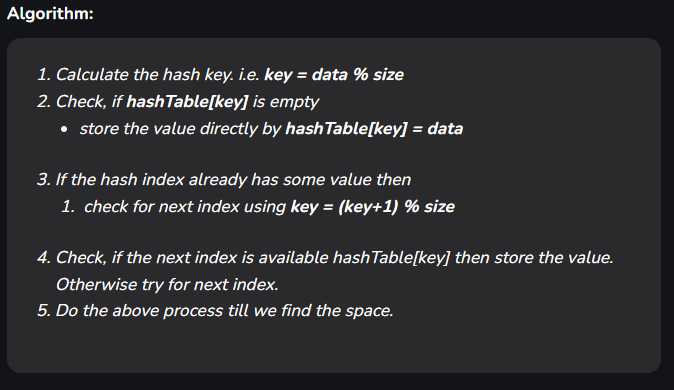 Algorithm:
1. Calculate the hash key. i.e. key = data % size
2. Check, if hashTable[key] is empty
• store the value directly by hashTable[key] = data
3. If the hash index already has some value then
1. check for next index using key = (key+1) % size
4. Check, if the next index is available hashTable[key] then store the value.
Otherwise try for next index.
5. Do the above process till we find the space.